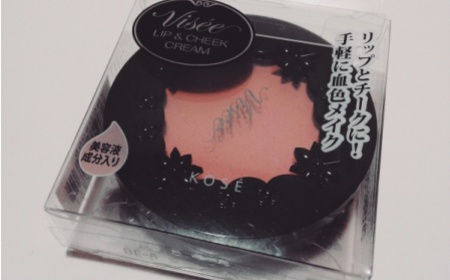 Visée
LIP & CHEEK
CREAM
リップとチークに!
手軽に血色メイク
Visée
美容液
成分入り
KOSÉ